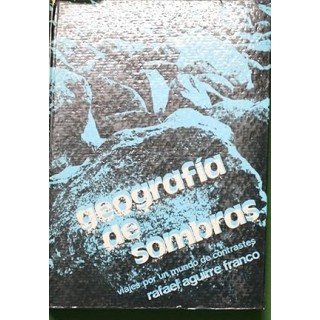 geografía
de
sombras
viajes por un mundo de contrastes
rafael aguirre franco